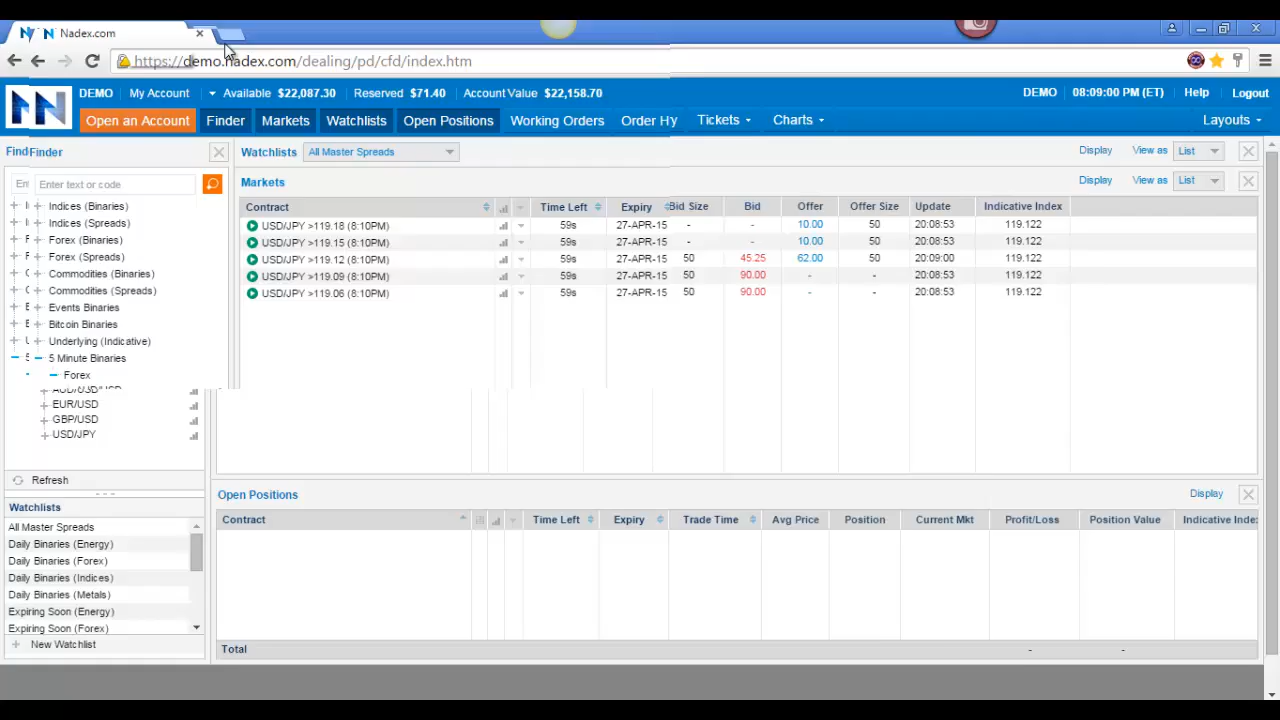 Nadex.com
https://demo.nadex.com/dealing/pd/cfd/index.htm
DEMO My Account Available $22,087.30 Reserved $71.40 Account Value $22,158.70 DEMO 08:09:00 PM (ET) Help Logout
Open an Account Finder Markets Watchlists Open Positions Working Orders Order Hy Tickets Charts Layouts
Finder
Watchlists All Master Spreads Display View as List
Markets Display View as List
Enter text or code
Contract Time Left Expiry Bid Size Bid Offer Offer Size Update Indicative Index
USD/JPY >119.18 (8:10PM) 59s 27-APR-15 - - 10.00 50 20:08:53 119.122
USD/JPY >119.15 (8:10PM) 59s 27-APR-15 - - 10.00 50 20:08:53 119.122
USD/JPY >119.12 (8:10PM) 59s 27-APR-15 50 45.25 62.00 50 20:09:00 119.122
USD/JPY >119.09 (8:10PM) 59s 27-APR-15 50 90.00 - - 20:08:53 119.122
USD/JPY >119.06 (8:10PM) 59s 27-APR-15 50 90.00 - - 20:08:53 119.122
Indices (Binaries)
Indices (Spreads)
Forex (Binaries)
Forex (Spreads)
Commodities (Binaries)
Commodities (Spreads)
Events Binaries
Bitcoin Binaries
Underlying (Indicative)
5 Minute Binaries
Forex
AUD/USD
EUR/USD
GBP/USD
USD/JPY
Refresh
Watchlists
All Master Spreads
Daily Binaries (Energy)
Daily Binaries (Forex)
Daily Binaries (Indices)
Daily Binaries (Metals)
Expiring Soon (Energy)
Expiring Soon (Forex)
New Watchlist
Open Positions Display
Contract Time Left Expiry Trade Time Avg Price Position Current Mkt Profit/Loss Position Value Indicative Index
Total - -